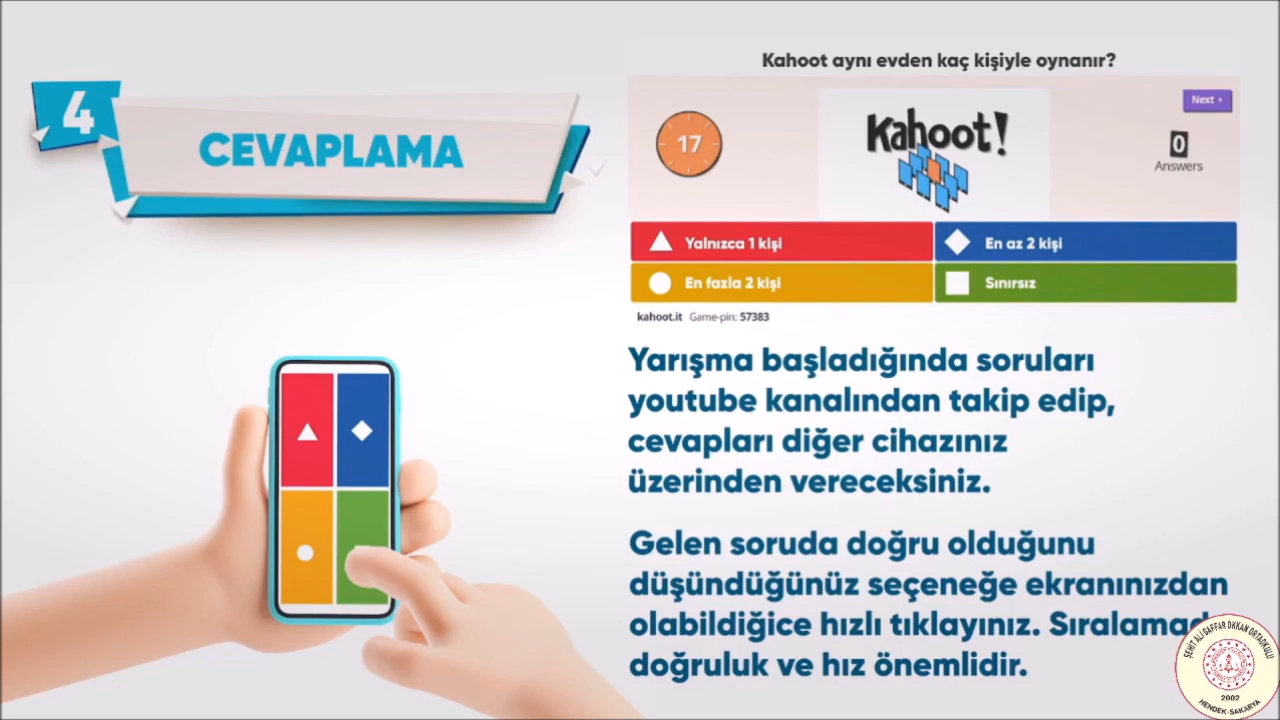 4
CEVAPLAMA
Kahoot aynı evden kaç kişiyle oynanır?
17
Kahoot!
Next ›
0
Answers
Yalnızca 1 kişi
En az 2 kişi
En fazla 2 kişi
Sınırsız
kahoot.it Game-pin: 57383
Yarışma başladığında soruları
youtube kanalından takip edip,
cevapları diğer cihazınız
üzerinden vereceksiniz.
Gelen soruda doğru olduğunu
düşündüğünüz seçeneğe ekranınızdan
olabildiğice hızlı tıklayınız. Sıralamada
doğruluk ve hız önemlidir.
ŞEHİT ALİ GAFFAR OKKAN ORTAOKULU
2002
HENDEK-SAKARYA